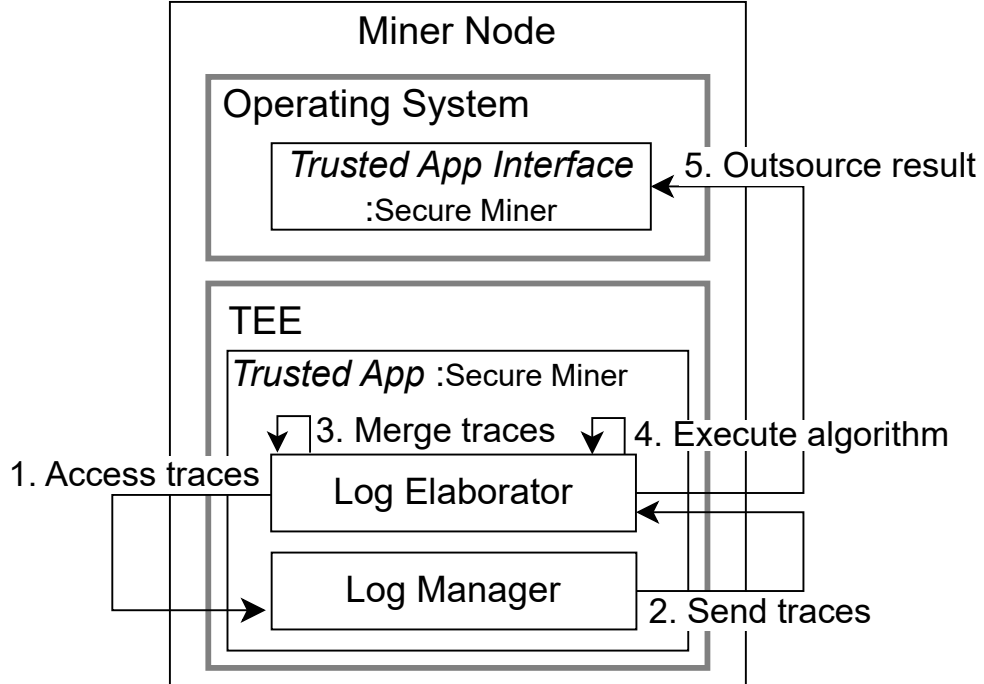 Miner Node
Operating System
Trusted App Interface
:Secure Miner
5. Outsource result
TEE
Trusted App :Secure Miner
3. Merge traces
4. Execute algorithm
1. Access traces
Log Elaborator
Log Manager
2. Send traces